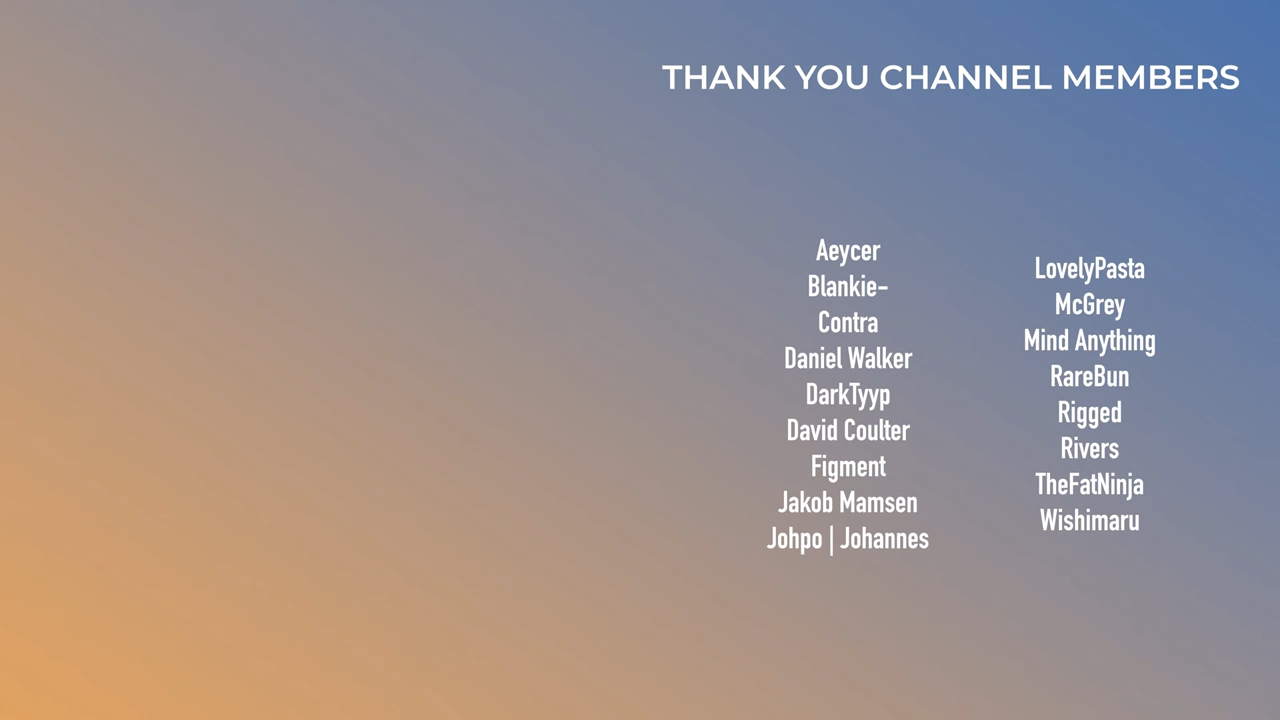 THANK YOU CHANNEL MEMBERS
Aeycer
Blankie-
Contra
Daniel Walker
DarkTyyp
David Coulter
Figment
Jakob Mamsen
Johpo | Johannes
LovelyPasta
McGrey
Mind Anything
RareBun
Rigged
Rivers
TheFatNinja
Wishimaru